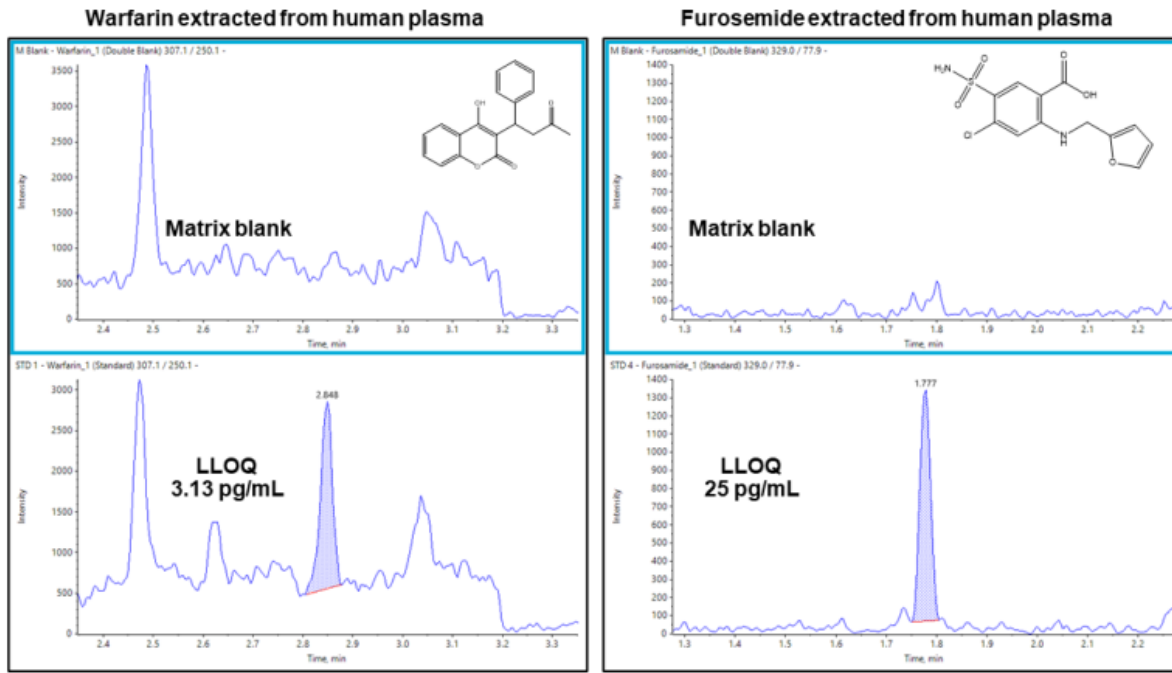 Warfarin extracted from human plasma
M Blank - Warfarin_1 (Double Blank) 307.1 / 250.1 -
3500
3000
2500
2000
1500
1000
500
0
Intensity
Matrix blank
OH
O
O
O
2.4 2.5 2.6 2.7 2.8 2.9 3.0 3.1 3.2 3.3
Time, min
STD 1 - Warfarin_1 (Standard) 307.1 / 250.1 -
3000
2500
2000
1500
1000
500
0
Intensity
2.848
LLOQ
3.13 pg/mL
2.4 2.5 2.6 2.7 2.8 2.9 3.0 3.1 3.2 3.3
Time, min
Furosemide extracted from human plasma
M Blank - Furosamide_1 (Double Blank) 329.0 / 77.9 -
1400
1300
1200
1100
1000
900
800
700
600
500
400
300
200
100
0
Intensity
H₂N
O
S
O
O
OH
Cl
N
H
O
Matrix blank
1.3 1.4 1.5 1.6 1.7 1.8 1.9 2.0 2.1 2.2
Time, min
STD 4 - Furosamide_1 (Standard) 329.0 / 77.9 -
1400
1300
1200
1100
1000
900
800
700
600
500
400
300
200
100
0
Intensity
1.777
LLOQ
25 pg/mL
1.3 1.4 1.5 1.6 1.7 1.8 1.9 2.0 2.1 2.2
Time, min